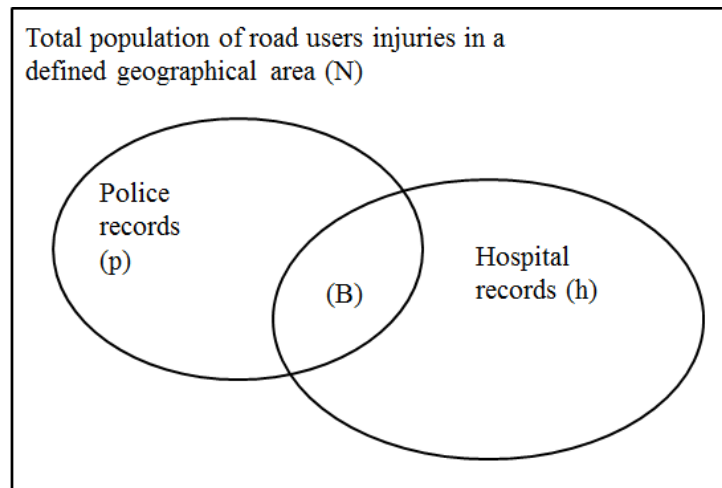 Total population of road users injuries in a
defined geographical area (N)
Police
records
(p)
(B)
Hospital
records (h)